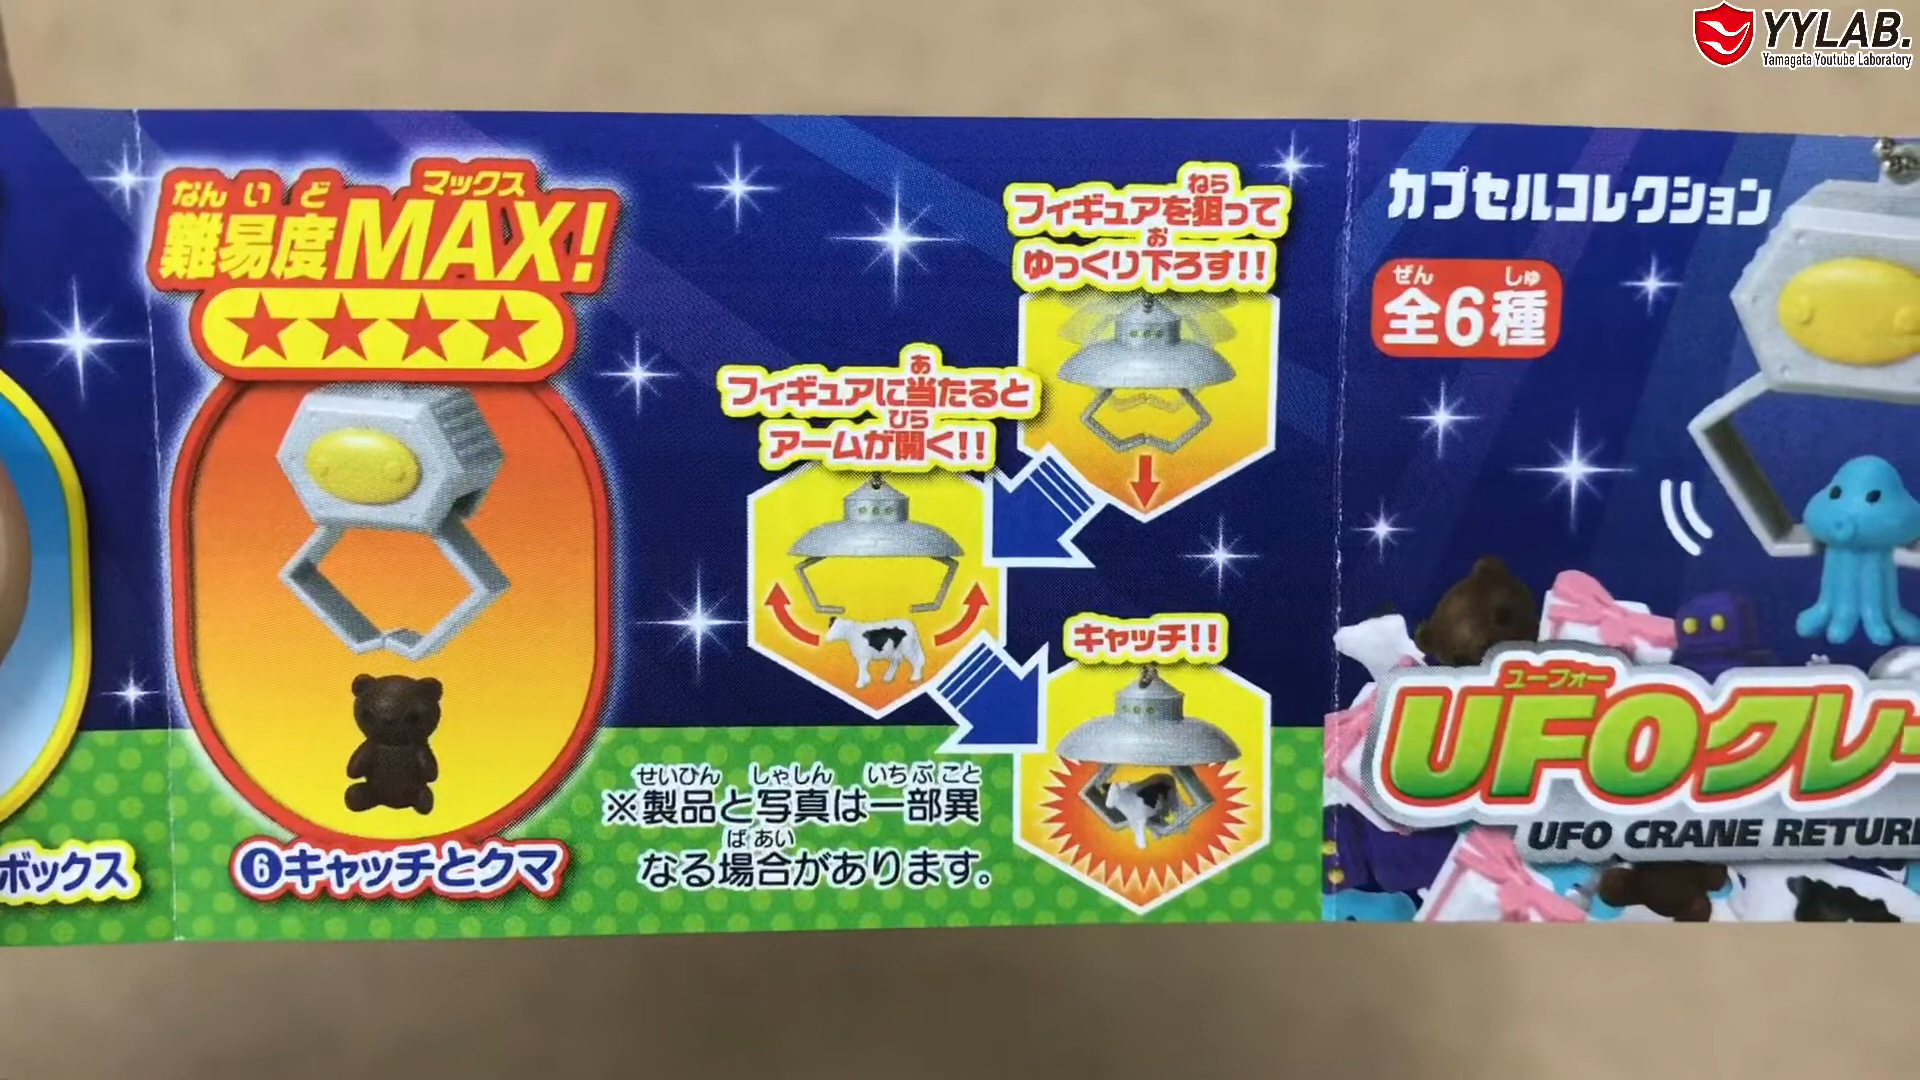 YYLAB.
Yamagata Youtube Laboratory
なんいど マックス
難易度MAX!
★★★★
❻キャッチとクマ
ボックス
ねら
フィギュアを狙って
お
ゆっくり下ろす!!
あ
フィギュアに当たると
ひら
アームが開く!!
キャッチ!!
せいひん しゃしん いちぶこと
※製品と写真は一部異
ばあい
なる場合があります。
カプセルコレクション
ぜん しゅ
全6種
ユーフォー
UFOクレー
UFO CRANE RETUR